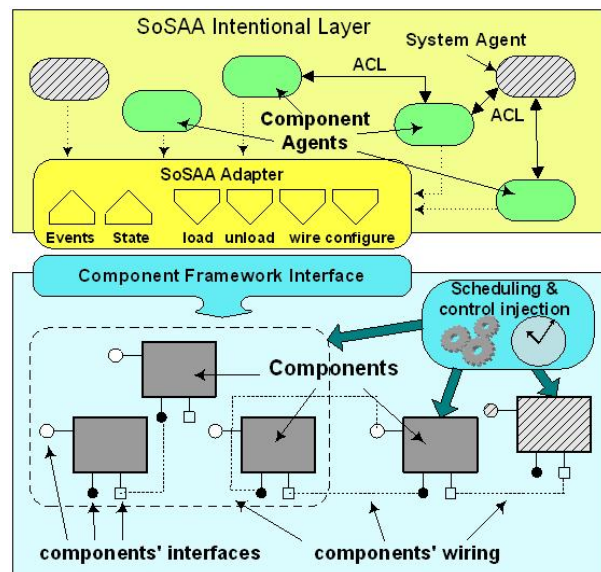 SoSAA Intentional Layer
System Agent
ACL
Component
Agents
ACL
SoSAA Adapter
Events State load unload wire configure
Component Framework Interface
Scheduling &
control injection
Components
components' interfaces
components' wiring